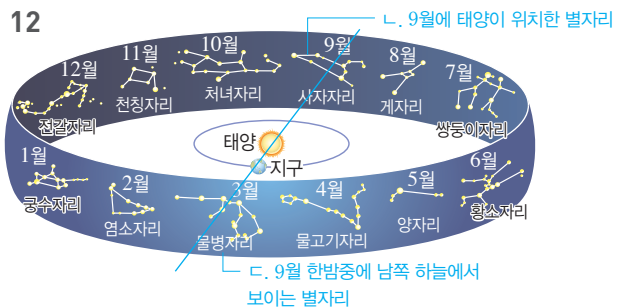 12
ㄴ. 9월에 태양이 위치한 별자리
12월
11월
10월
9월
8월
7월
전갈자리
천칭자리
처녀자리
사자자리
게자리
쌍둥이자리
태양
지구
1월
2월
3월
4월
5월
6월
궁수자리
염소자리
물병자리
물고기자리
양자리
황소자리
ㄷ. 9월 한밤중에 남쪽 하늘에서
보이는 별자리